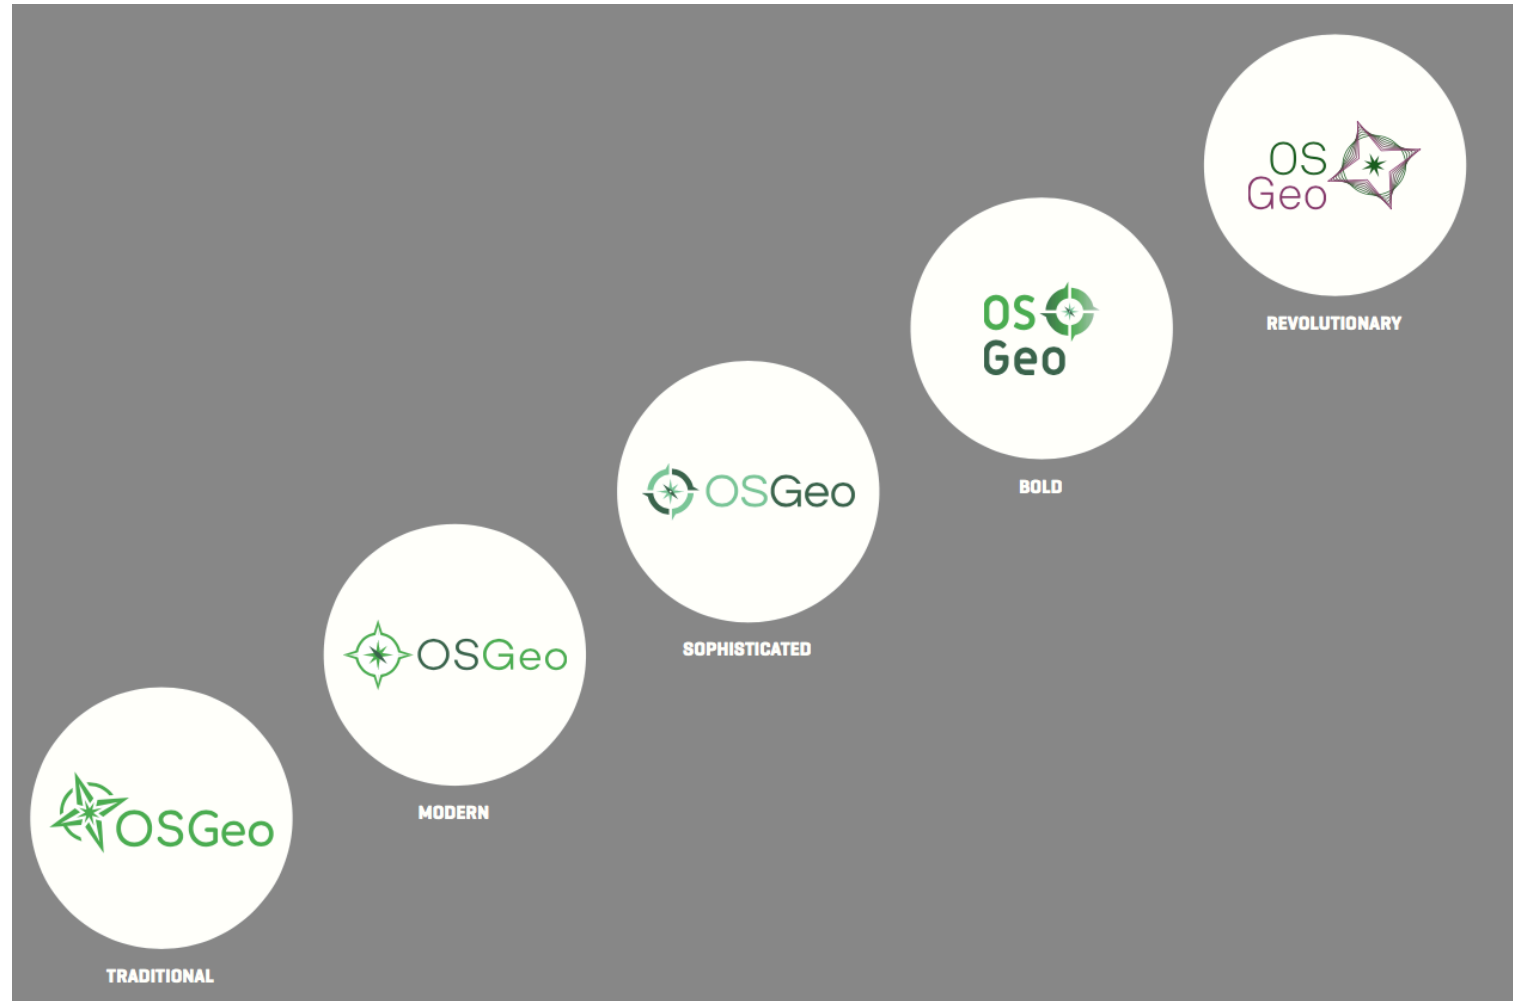 OS
Geo
REVOLUTIONARY
OS
Geo
BOLD
OSGeo
SOPHISTICATED
OSGeo
MODERN
OSGeo
TRADITIONAL